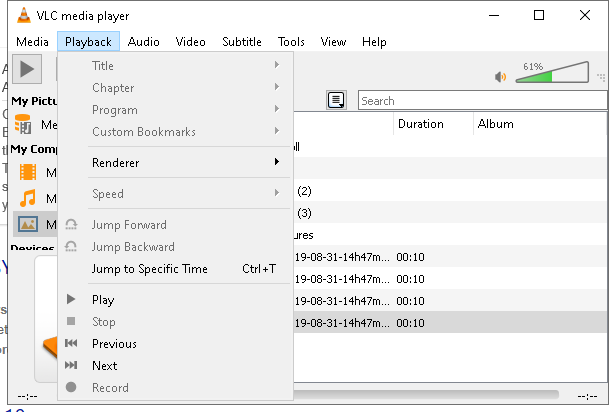 VLC media player
Media Playback Audio Video Subtitle Tools View Help
61%
Title
Chapter
Program
Custom Bookmarks
Renderer
Speed
Jump Forward
Jump Backward
Jump to Specific Time Ctrl+T
Play
Stop
Previous
Next
Record
My Pictu
Me
My Comp
M
M
M
Devices
Search
Duration Album
(2)
(3)
ures
19-08-31-14h47m... 00:10
19-08-31-14h47m... 00:10
19-08-31-14h47m... 00:10
19-08-31-14h47m... 00:10
--:-- --:--